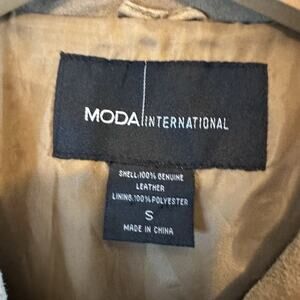 MODA INTERNATIONAL
SHELL:100% GENUINE
LEATHER
LINING:100% POLYESTER
S
MADE IN CHINA